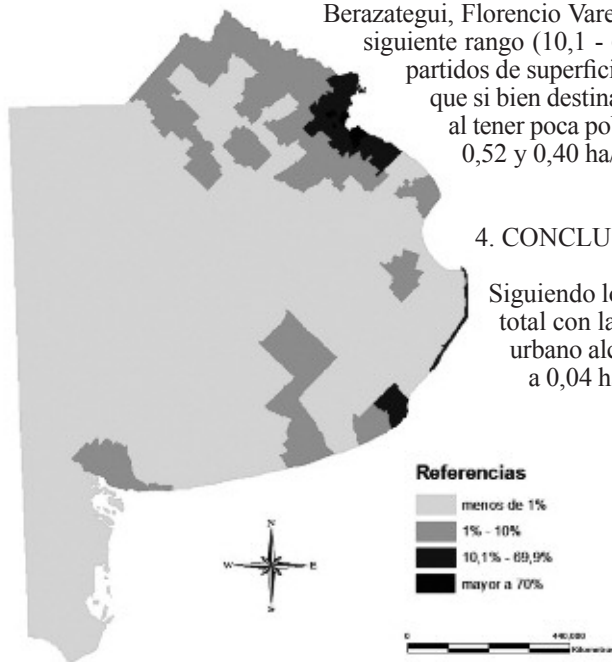 Berazategui, Florencio Vare
siguiente rango (10,1 -
partidos de superfici
que si bien destina
al tener poca po
0,52 y 0,40 ha/
4. CONCLU
Siguiendo l
total con la
urbano alc
a 0,04 h
Referencias
menos de 1%
1% - 10%
10,1% - 69,9%
mayor a 70%
N
W
E
S
0
440,000
Kilometros